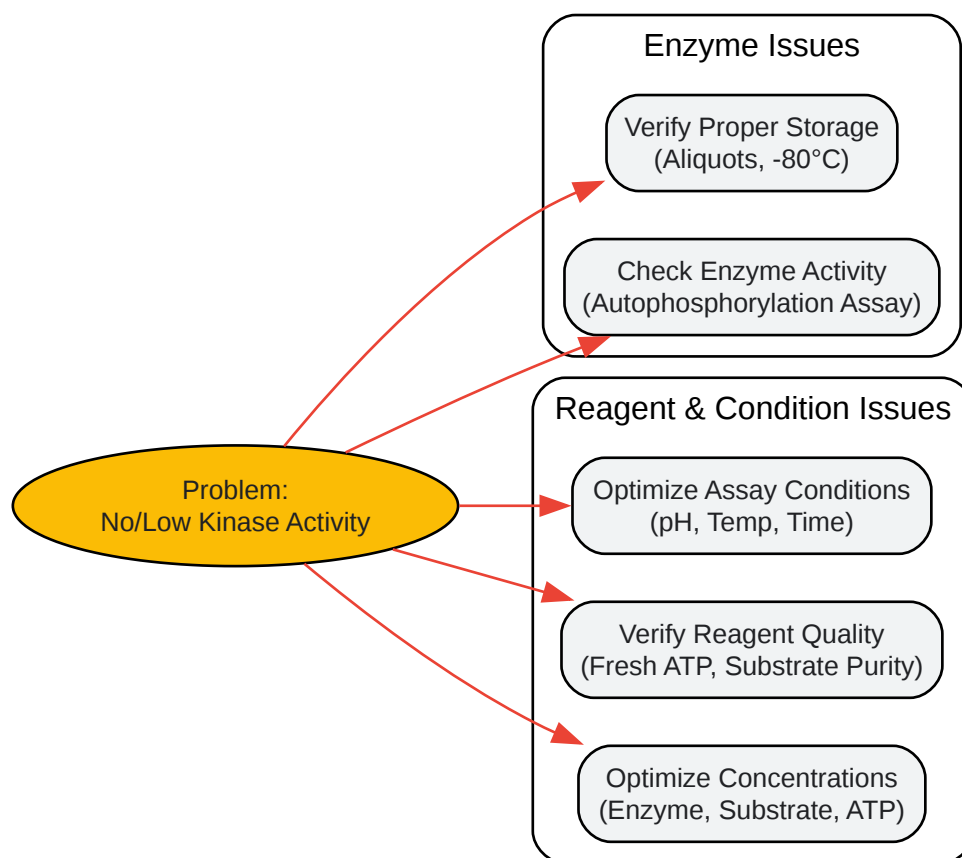 Enzyme Issues
Verify Proper Storage
(Aliquots, -80°C)
Check Enzyme Activity
(Autophosphorylation Assay)
Reagent & Condition Issues
Problem:
No/Low Kinase Activity
Optimize Assay Conditions
(pH, Temp, Time)
Verify Reagent Quality
(Fresh ATP, Substrate Purity)
Optimize Concentrations
(Enzyme, Substrate, ATP)